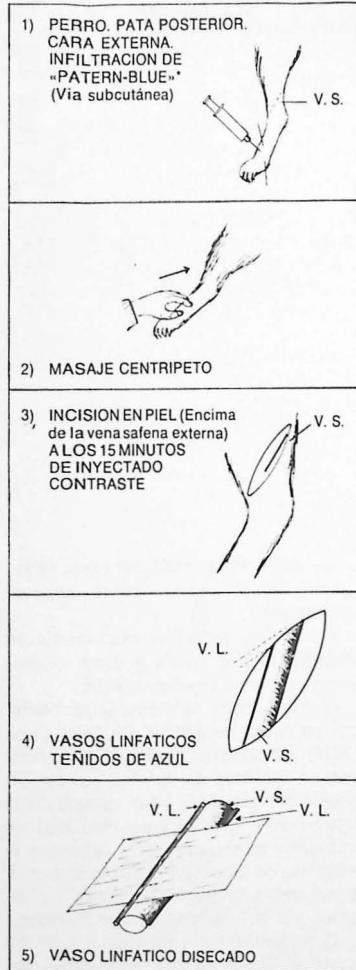 1) PERRO. PATA POSTERIOR.
CARA EXTERNA.
INFILTRACION DE
«PATERN-BLUE»*
(Via subcutánea)
V. S.
2) MASAJE CENTRIPETO
3) INCISION EN PIEL (Encima
de la vena safena externa)
A LOS 15 MINUTOS
DE INYECTADO
CONTRASTE
V. S.
V. L.
V. S.
4) VASOS LINFATICOS
TEÑIDOS DE AZUL
V. L.
V. S.
V. L.
5) VASO LINFATICO DISECADO